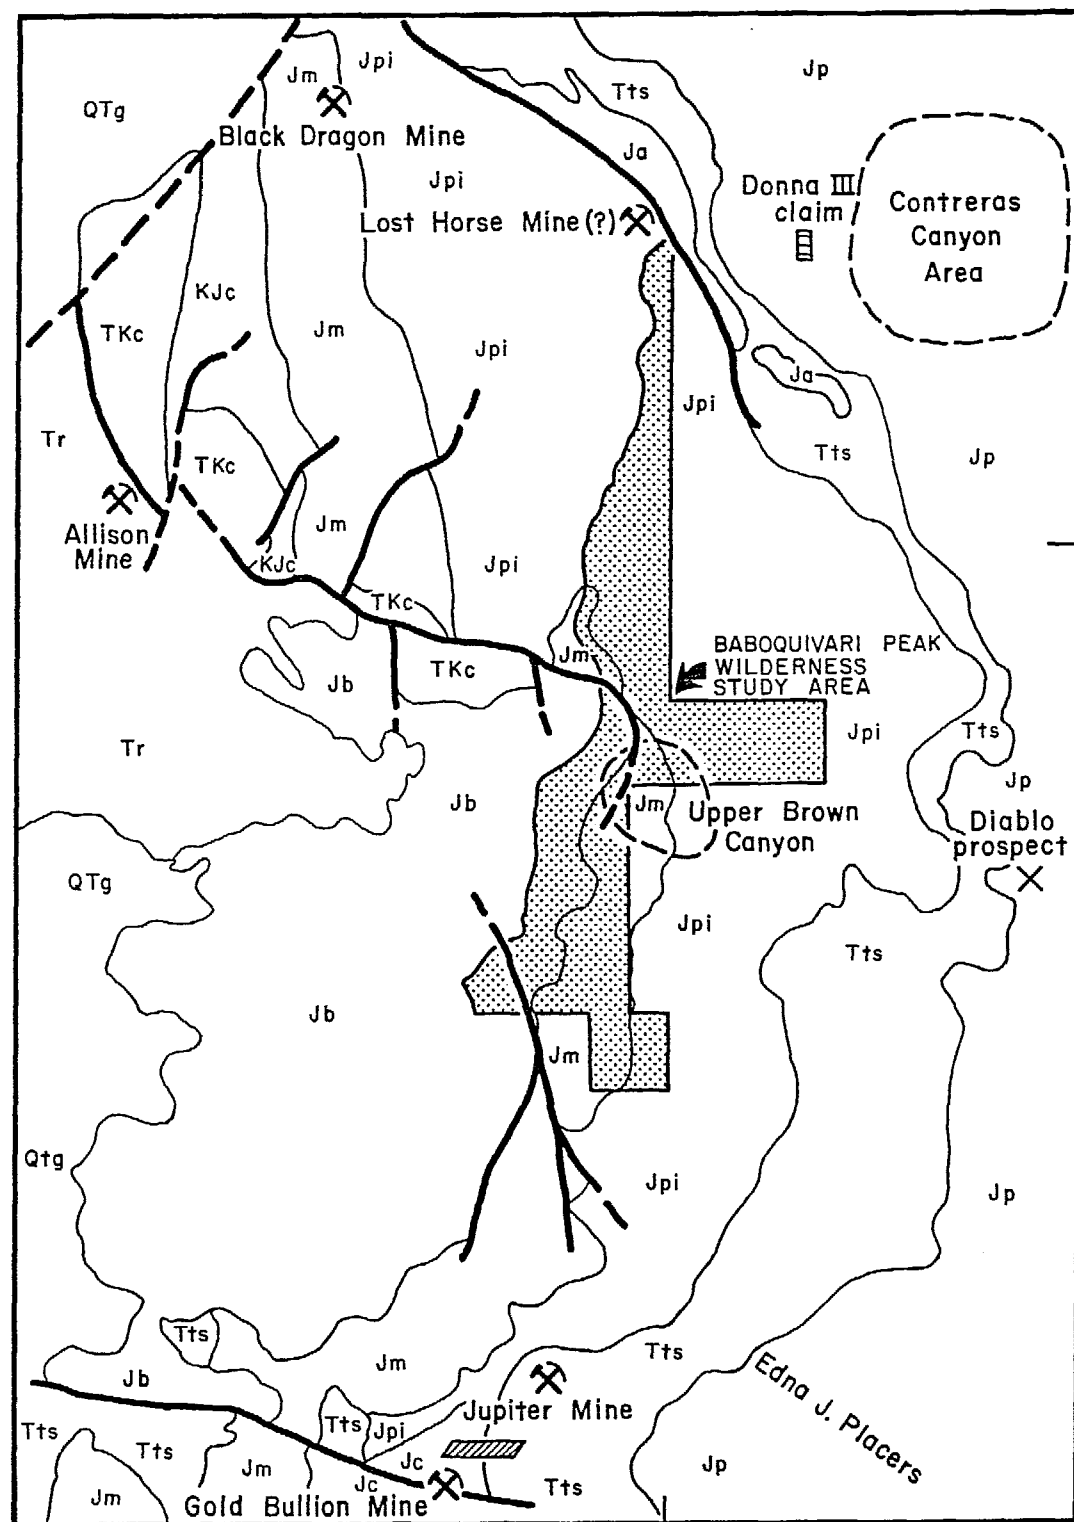 Jpi
Jm
Jp
Tts
QTg
Black Dragon Mine
Ja
Jpi
Donna III
claim
Contreras
Canyon
Area
Lost Horse Mine (?)
KJc
TKc
Jm
Jpi
Ja
Jpi
Tr
TKc
Tts
Jp
Allison
Mine
Jm
KJc
Jpi
TKc
BABOQUIVARI PEAK
WILDERNESS
STUDY AREA
Jm
TKc
Jb
Tr
Jpi
Tts
Jp
Jb
Jm
Upper Brown
Canyon
Diablo
prospect
QTg
Jpi
Tts
Jb
Jm
Qtg
Jpi
Jp
Tts
Tts
Jm
Jb
Edna J. Placers
Jupiter Mine
Tts
Jpi
Tts
Tts
Jm
Jc
Jc
Jp
Tts
Jm
Gold Bullion Mine